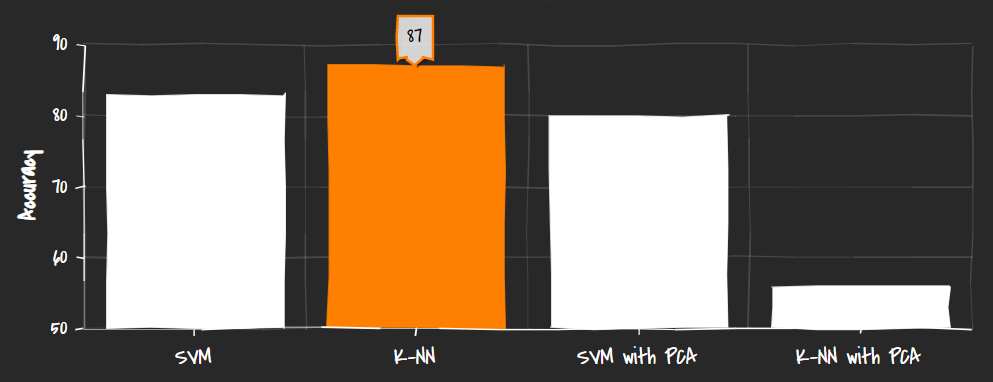 87
90
80
70
60
50
Accuracy
SVM
K-NN
SVM with PCA
K-NN with PCA